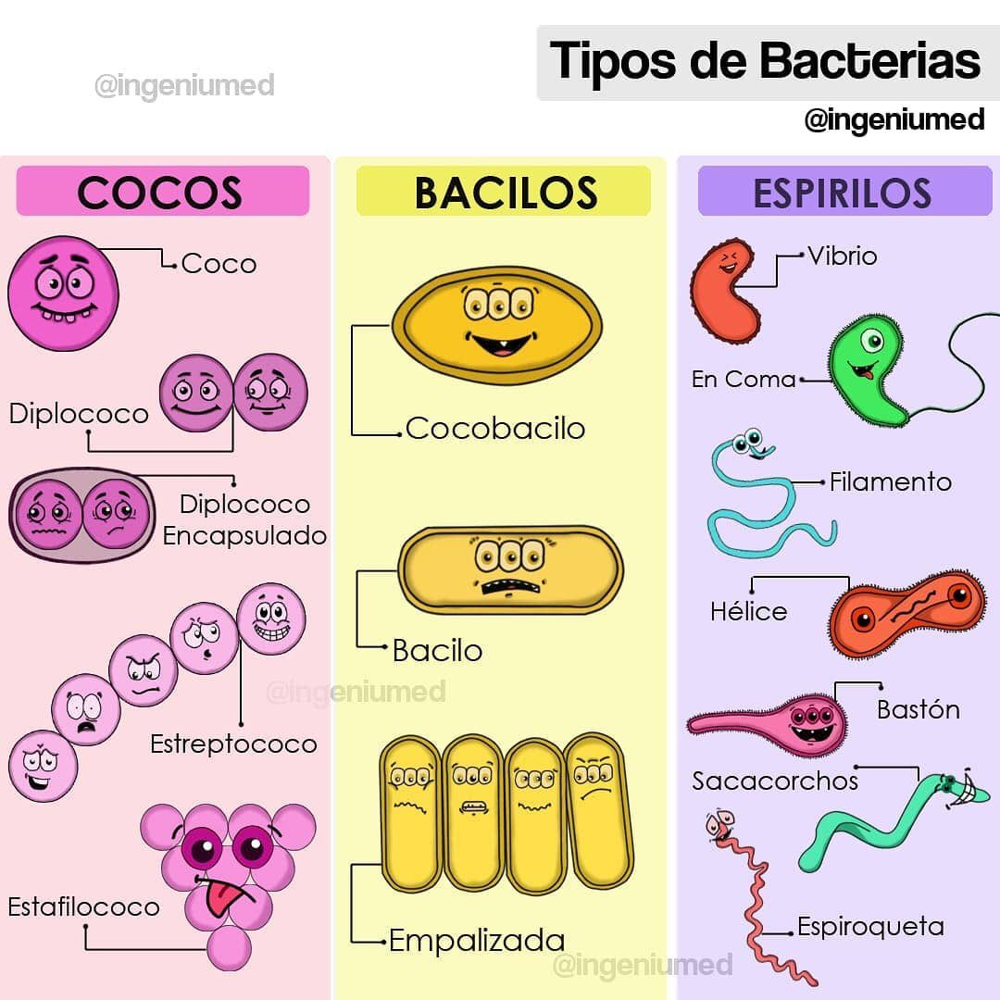 @ingeniumed
Tipos de Bacterias
@ingeniumed
COCOS
Coco
Diplococo
Diplococo
Encapsulado
Estreptococo
Estafilococo
BACILOS
Cocobacilo
Bacilo
@ingeniumed
Empalizada
@ingeniumed
ESPIRILOS
Vibrio
En Coma
Filamento
Hélice
Bastón
Sacacorchos
Espiroqueta